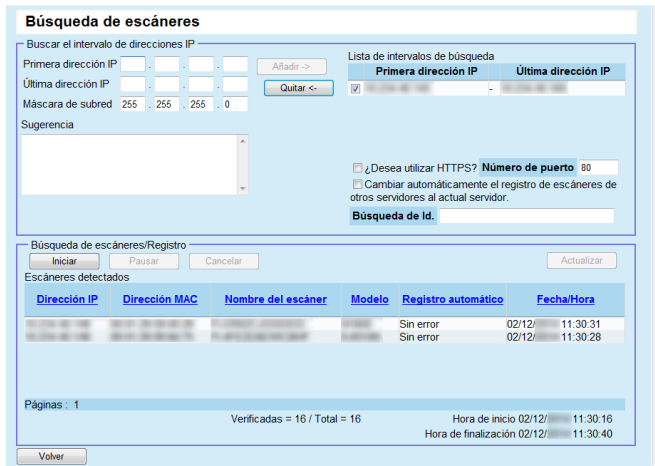 Búsqueda de escáneres
Buscar el intervalo de direcciones IP
Primera dirección IP . . .
Añadir ->
Última dirección IP . . .
Quitar <-
Máscara de subred 255 . 255 . 255 . 0
Sugerencia
Lista de intervalos de búsqueda
Primera dirección IP Última dirección IP
-
¿Desea utilizar HTTPS? Número de puerto 80
Cambiar automáticamente el registro de escáneres de
otros servidores al actual servidor.
Búsqueda de Id.
Búsqueda de escáneres/Registro
Iniciar Pausar Cancelar Actualizar
Escáneres detectados
Dirección IP Dirección MAC Nombre del escáner Modelo Registro automático Fecha/Hora
Sin error 02/12/ 11:30:31
Sin error 02/12/ 11:30:28
Páginas : 1
Verificadas = 16 / Total = 16 Hora de inicio 02/12/ 11:30:16
Hora de finalización 02/12/ 11:30:40
Volver